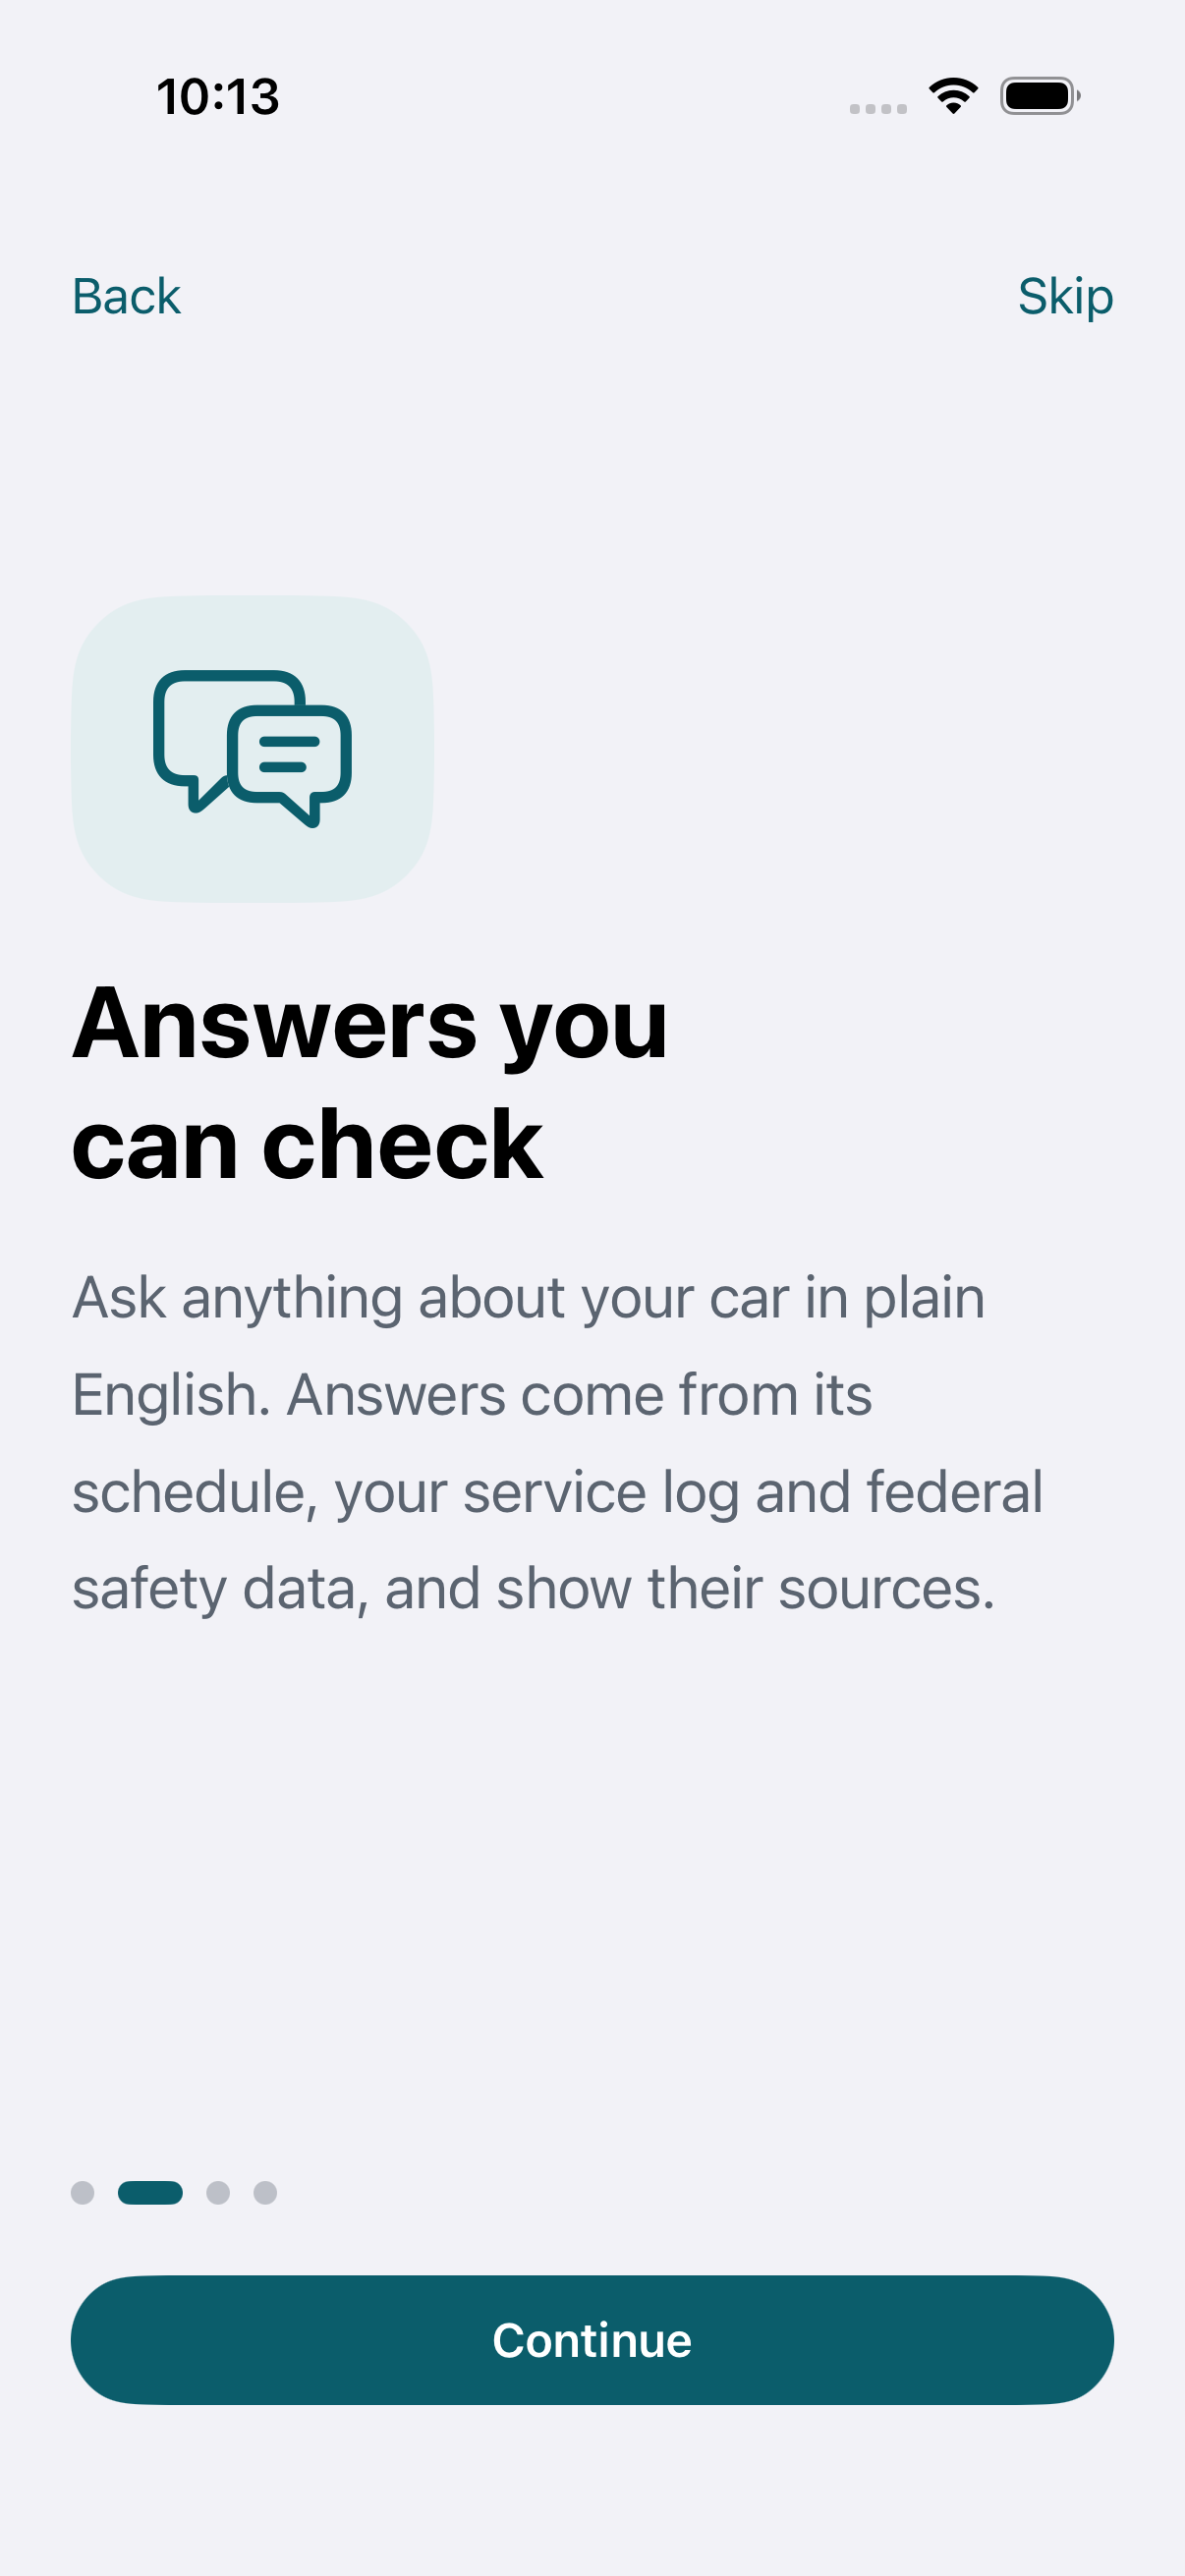 10:13
Back
Skip
Answers you
can check
Ask anything about your car in plain
English. Answers come from its
schedule, your service log and federal
safety data, and show their sources.
Continue